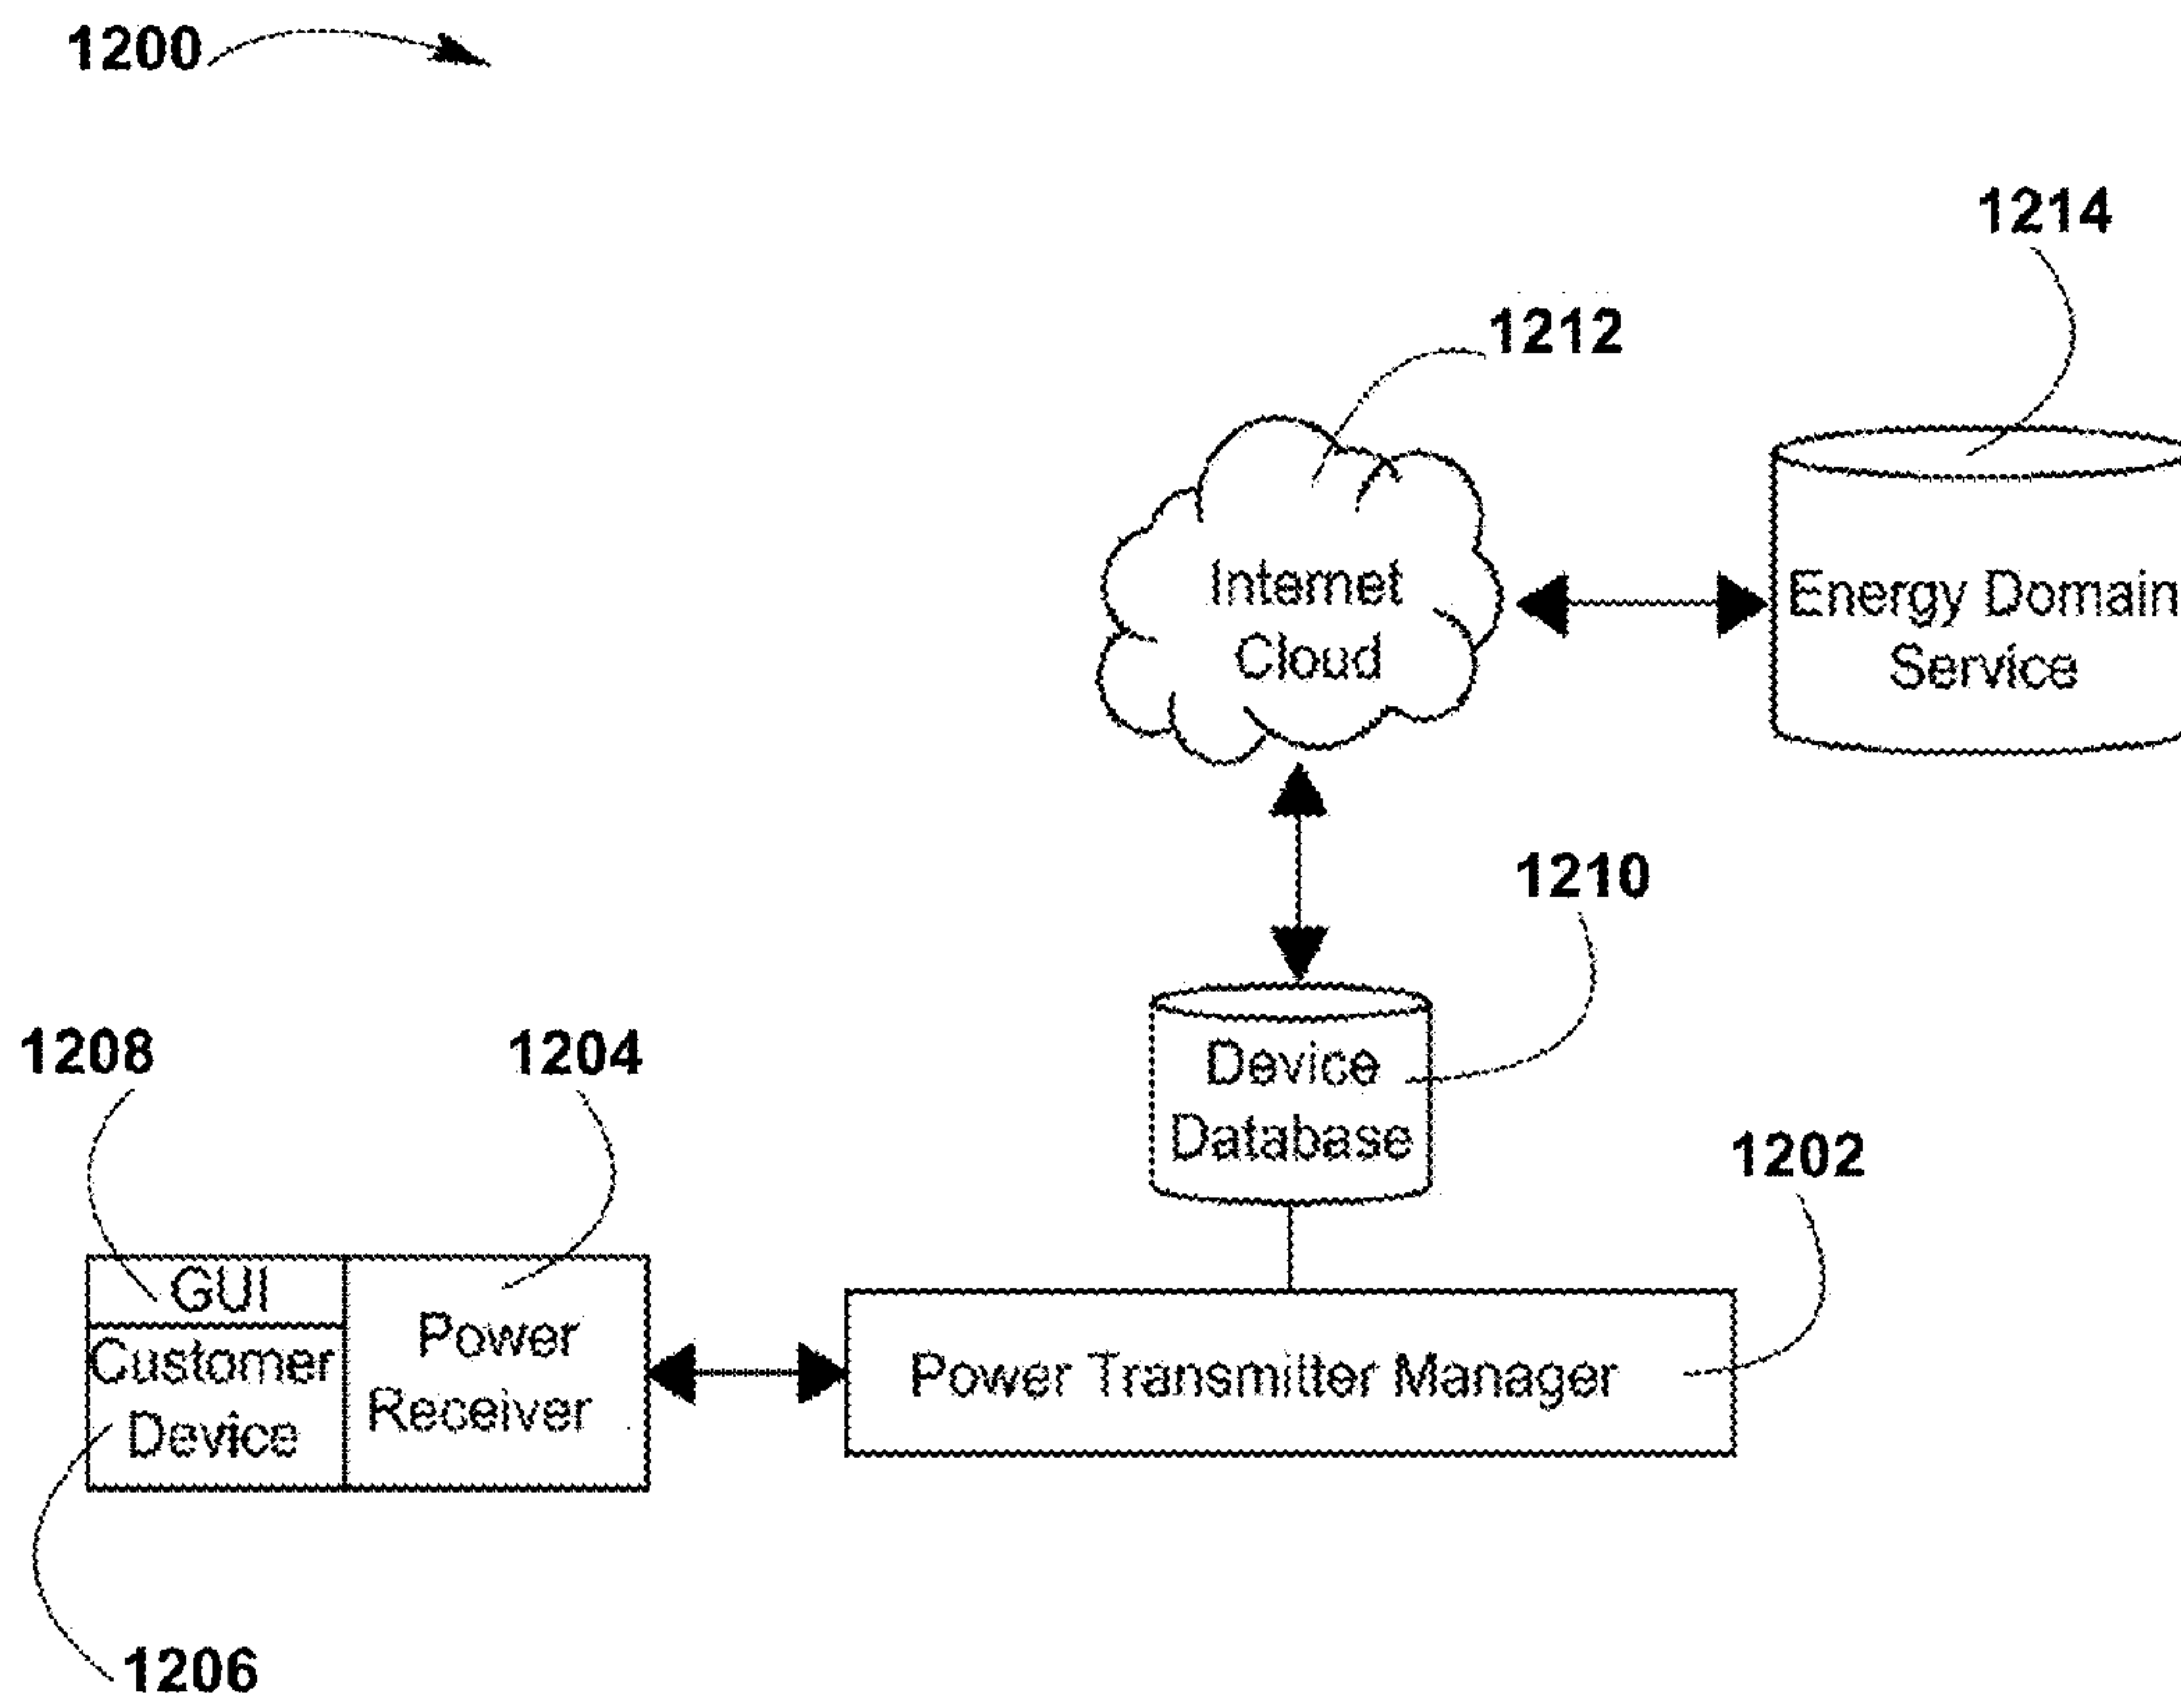 1200
1214
1212
Internet
Cloud
Energy Domain
Service
1210
Device
Database
1208
1204
1202
GUI
Customer
Device
Power
Receiver
Power Transmitter Manager
1206